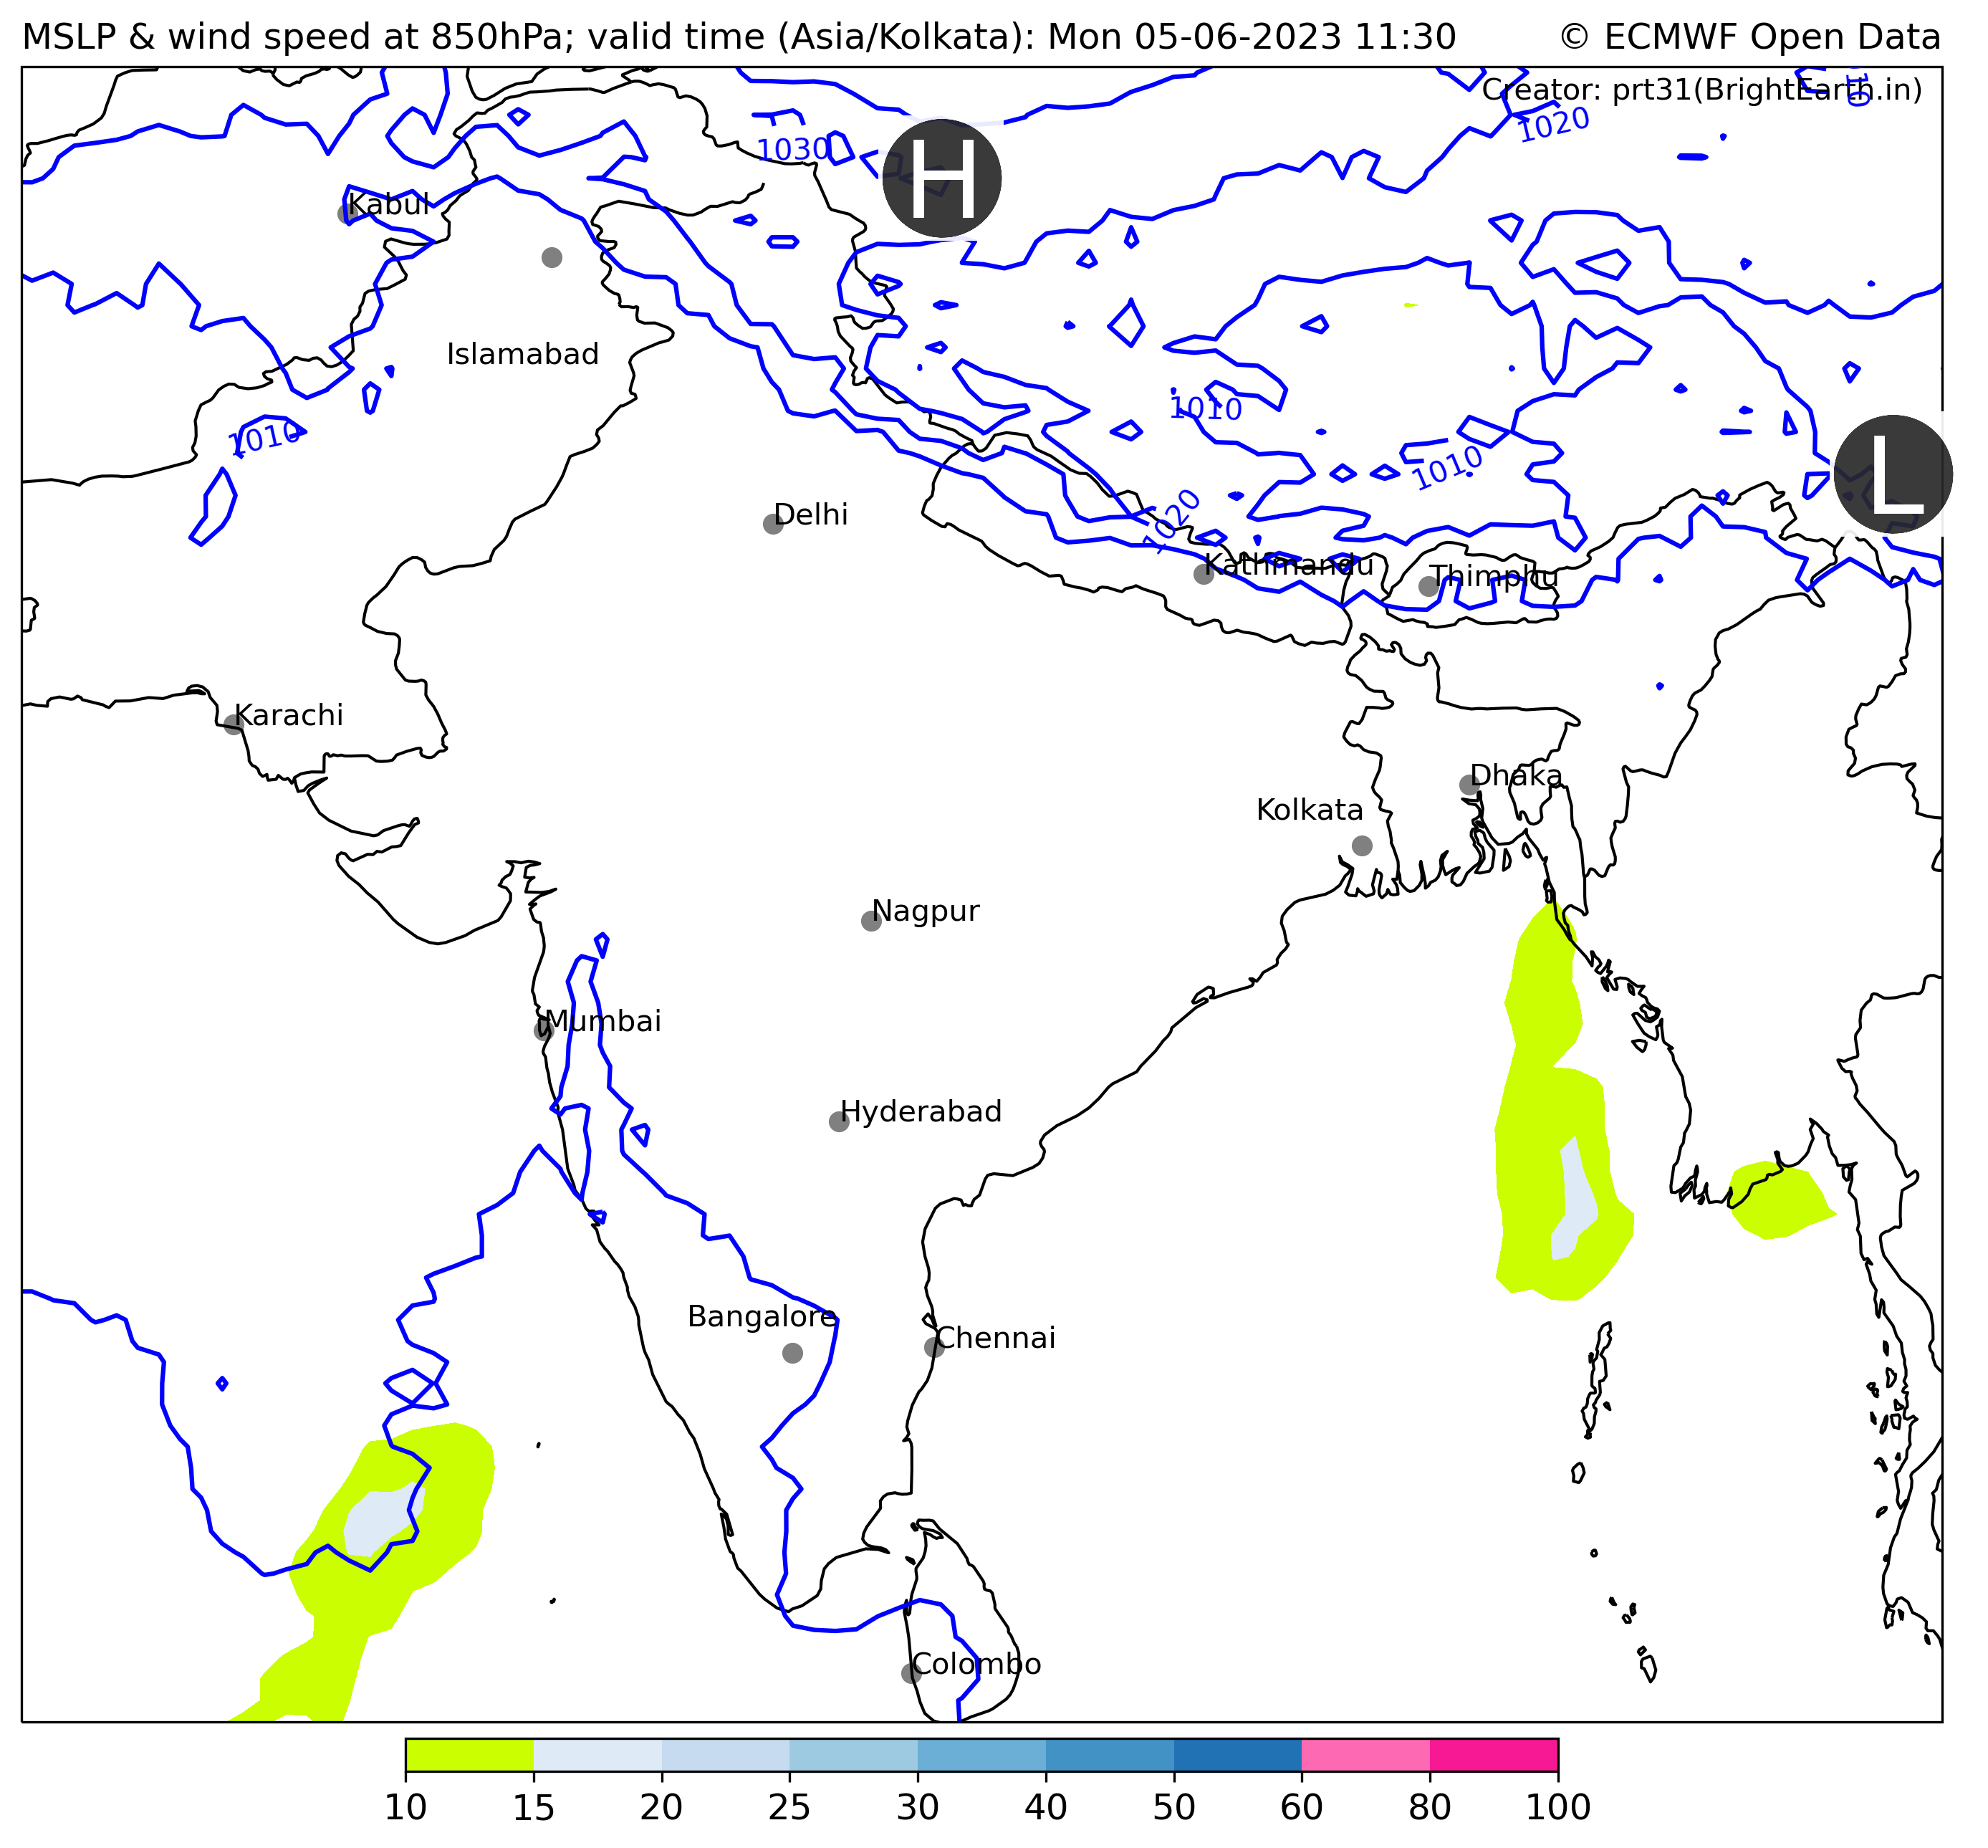 MSLP & wind speed at 850hPa; valid time (Asia/Kolkata): Mon 05-06-2023 11:30 © ECMWF Open Data
Creator: prt31(BrightEarth.in)
1010
1020
1030
H
Kabul
Islamabad
1010
1010
1010
L
Delhi
1020
Kathmandu
Thimphu
Karachi
Dhaka
Kolkata
Nagpur
Mumbai
Hyderabad
Bangalore
Chennai
Colombo
10 15 20 25 30 40 50 60 80 100